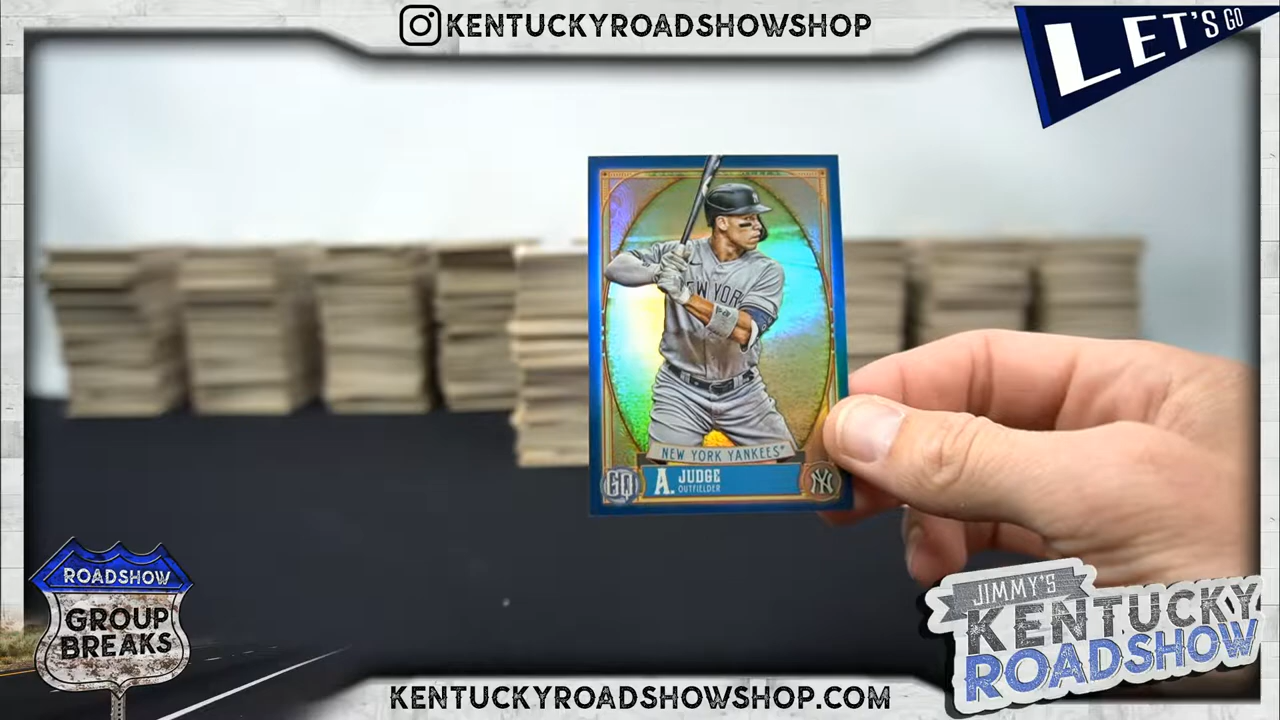 KENTUCKYROADSHOWSHOP
LET'S GO
NEW YORK
NEW YORK YANKEES
GQ
A. JUDGE
OUTFIELDER
NY
ROADSHOW
GROUP
BREAKS
JIMMY'S
KENTUCKY
ROADSHOW
KENTUCKYROADSHOWSHOP.COM